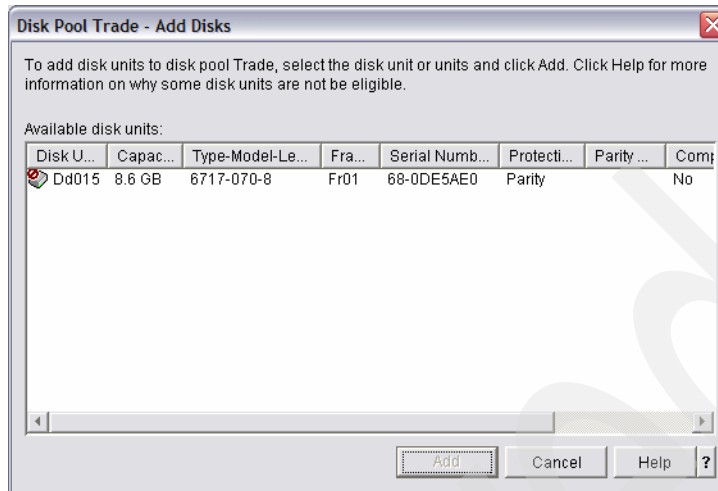 Disk Pool Trade - Add Disks
To add disk units to disk pool Trade, select the disk unit or units and click Add. Click Help for more
information on why some disk units are not be eligible.
Available disk units:
Disk U... Capac... Type-Model-Le... Fra... Serial Numb... Protecti... Parity ... Comp
Dd015 8.6 GB 6717-070-8 Fr01 68-0DE5AE0 Parity No
Add Cancel Help ?